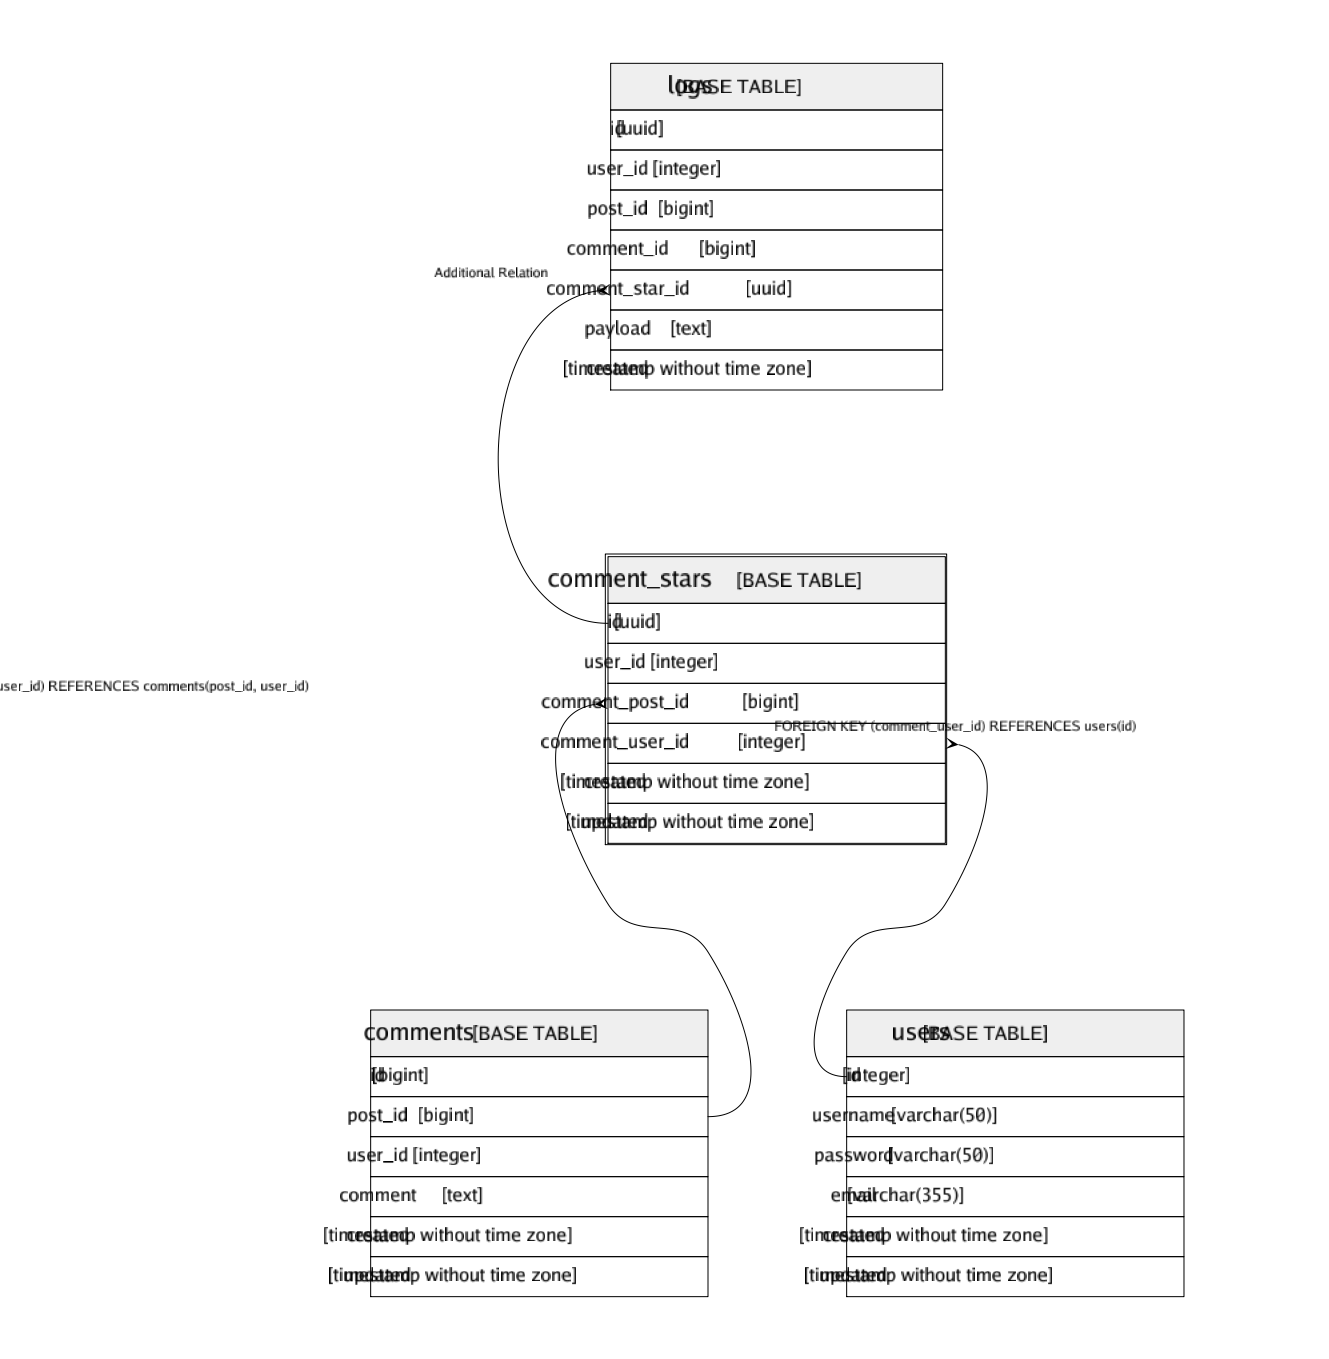 logs [BASE TABLE]
id [uuid]
user_id [integer]
post_id [bigint]
comment_id [bigint]
Additional Relation
comment_star_id [uuid]
payload [text]
created [timestamp without time zone]
comment_stars [BASE TABLE]
id [uuid]
user_id [integer]
user_id) REFERENCES comments(post_id, user_id)
comment_post_id [bigint]
FOREIGN KEY (comment_user_id) REFERENCES users(id)
comment_user_id [integer]
created [timestamp without time zone]
updated [timestamp without time zone]
comments [BASE TABLE]
id [bigint]
post_id [bigint]
user_id [integer]
comment [text]
created [timestamp without time zone]
updated [timestamp without time zone]
users [BASE TABLE]
id [integer]
username [varchar(50)]
password [varchar(50)]
email [varchar(355)]
created [timestamp without time zone]
updated [timestamp without time zone]